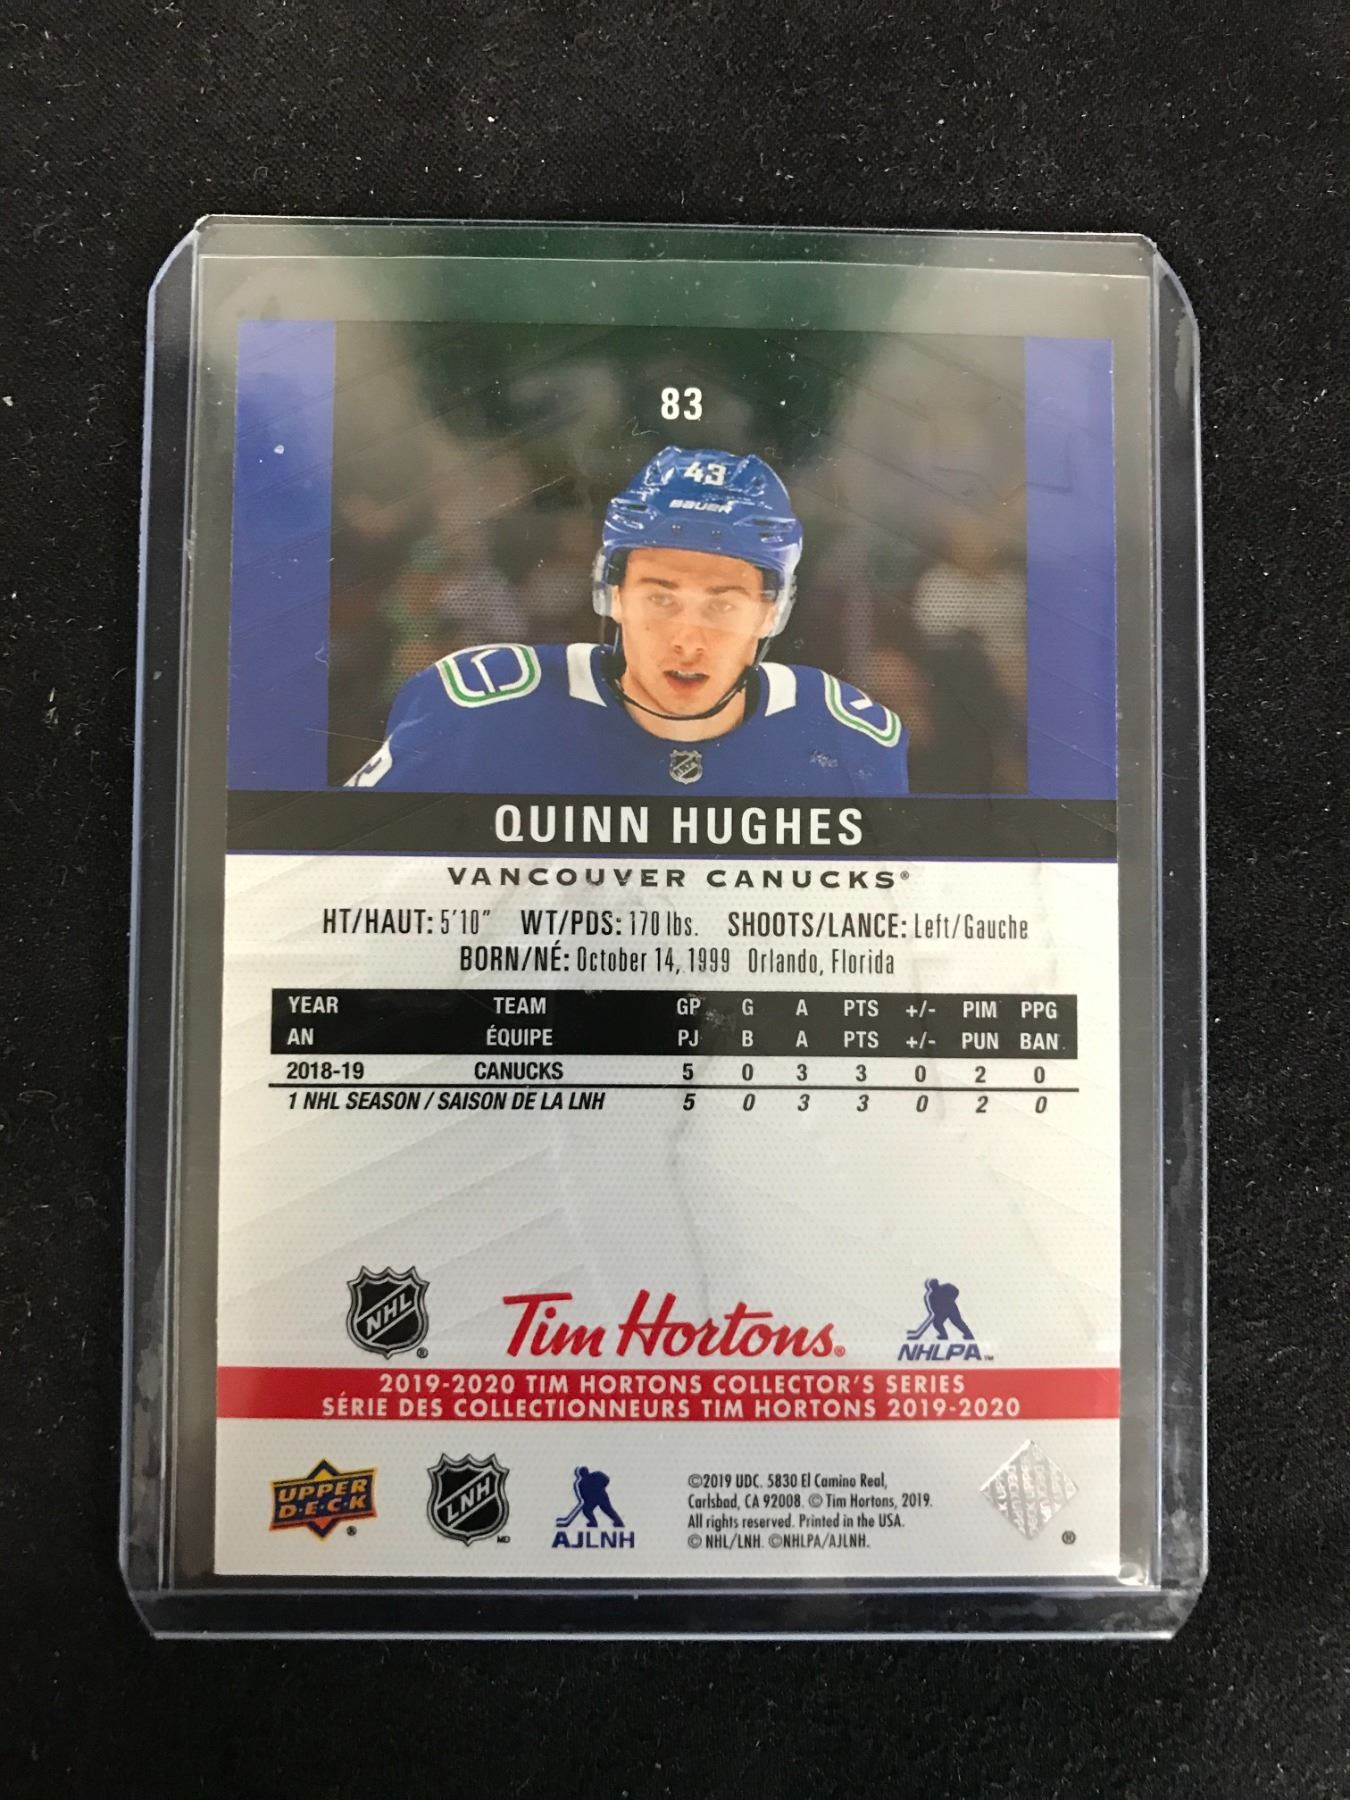 83
43
BAUER
QUINN HUGHES
VANCOUVER CANUCKS®
HT/HAUT: 5'10" WT/PDS: 170 lbs. SHOOTS/LANCE: Left/Gauche
BORN/NÉ: October 14, 1999 Orlando, Florida
YEAR TEAM GP G A PTS +/- PIM PPG
AN ÉQUIPE PJ B A PTS +/- PUN BAN
2018-19 CANUCKS 5 0 3 3 0 2 0
1 NHL SEASON / SAISON DE LA LNH 5 0 3 3 0 2 0
NHL ® Tim Hortons® NHLPA™
2019-2020 TIM HORTONS COLLECTOR'S SERIES
SÉRIE DES COLLECTIONNEURS TIM HORTONS 2019-2020
UPPER
D·E·C·K ®
LNH MD
AJLNH
©2019 UDC. 5830 El Camino Real,
Carlsbad, CA 92008. © Tim Hortons, 2019.
All rights reserved. Printed in the USA.
© NHL/LNH. ©NHLPA/AJLNH.
®